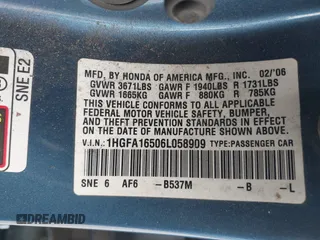 SNE_E2
MFD. BY HONDA OF AMERICA MFG., INC. 02/'06
GVWR 3671LBS GAWR F 1940LBS R 1731LBS
GVWR 1665KG GAWR F 880KG R 785KG
THIS VEHICLE CONFORMS TO ALL APPLICABLE
FEDERAL MOTOR VEHICLE SAFETY, BUMPER,
AND THEFT PREVENTION STANDARDS
IN EFFECT ON THE DATE OF MANUFACTURE
SHOWN ABOVE.
V.I.N.: 1HGFA16506L058909 TYPE:PASSENGER CAR
SNE 6 AF6 -B537M -B -L
DREAMBID